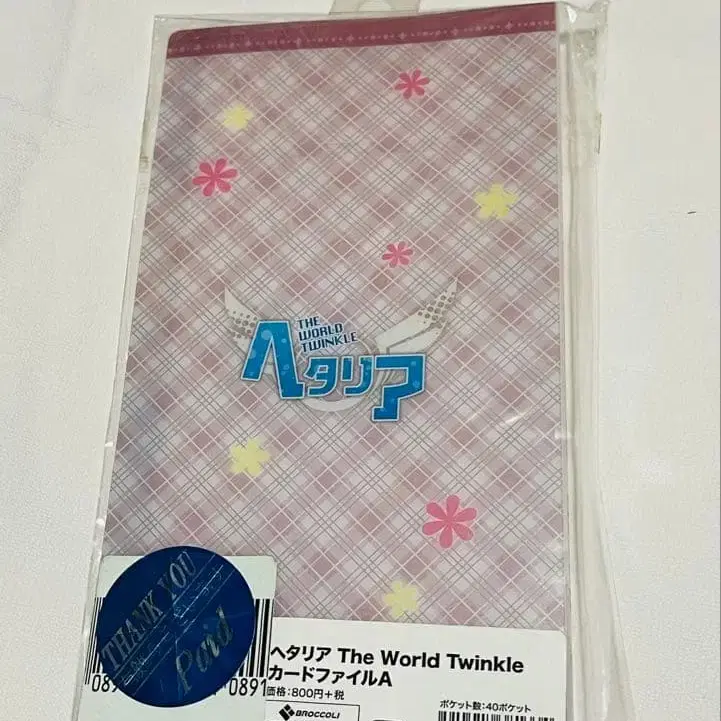 THE
WORLD
TWINKLE
ヘタリア
THANK YOU
Paid
0891
ヘタリア The World Twinkle
カードファイルA
価格:800円+税
ポケット数:40ポケット
BROCCOLI